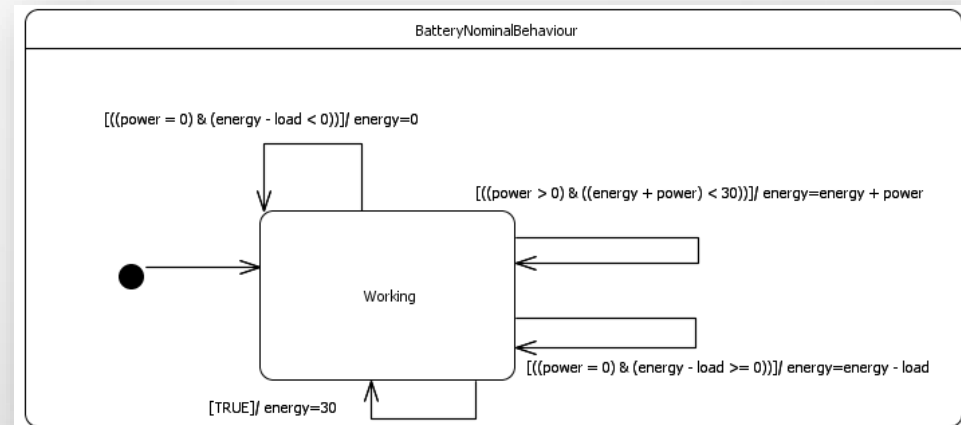 BatteryNominalBehaviour
[((power = 0) & (energy - load < 0))]/ energy=0
[((power > 0) & ((energy + power) < 30))]/ energy=energy + power
Working
[((power = 0) & (energy - load >= 0))]/ energy=energy - load
[TRUE]/ energy=30